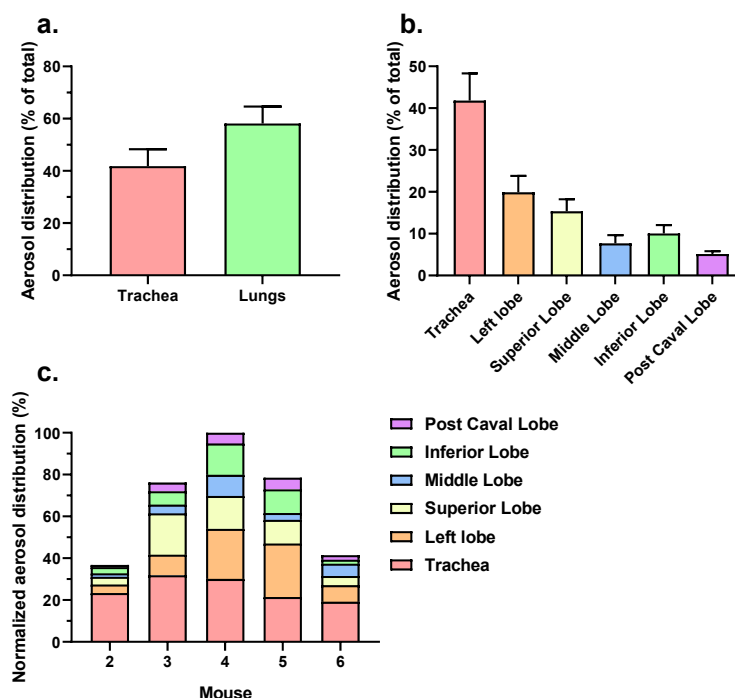 a.
Aerosol distribution (% of total)
80
60
40
20
0
Trachea
Lungs
b.
Aerosol distribution (% of total)
50
40
30
20
10
0
Trachea
Left lobe
Superior Lobe
Middle Lobe
Inferior Lobe
Post Caval Lobe
c.
Normalized aerosol distribution (%)
100
80
60
40
20
0
2
3
4
5
6
Mouse
Post Caval Lobe
Inferior Lobe
Middle Lobe
Superior Lobe
Left lobe
Trachea